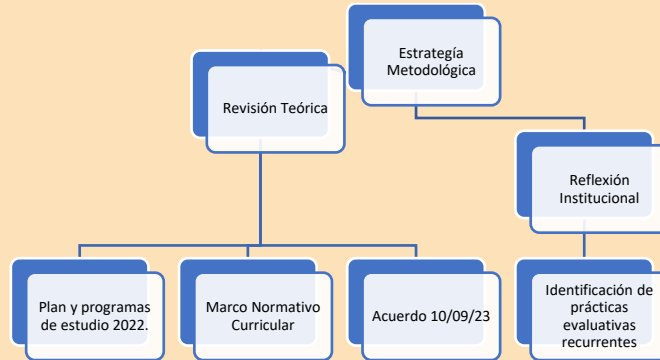 Estrategía
Metodológica
Revisión Teórica
Reflexión
Institucional
Plan y programas
de estudio 2022.
Marco Normativo
Curricular
Acuerdo 10/09/23
Identificación de
prácticas
evaluativas
recurrentes